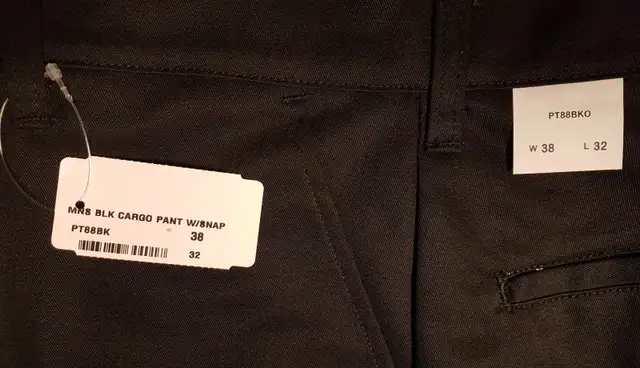 MNS BLK CARGO PANT W/SNAP
PT88BK 38
32
PT88BKO
W 38 L 32